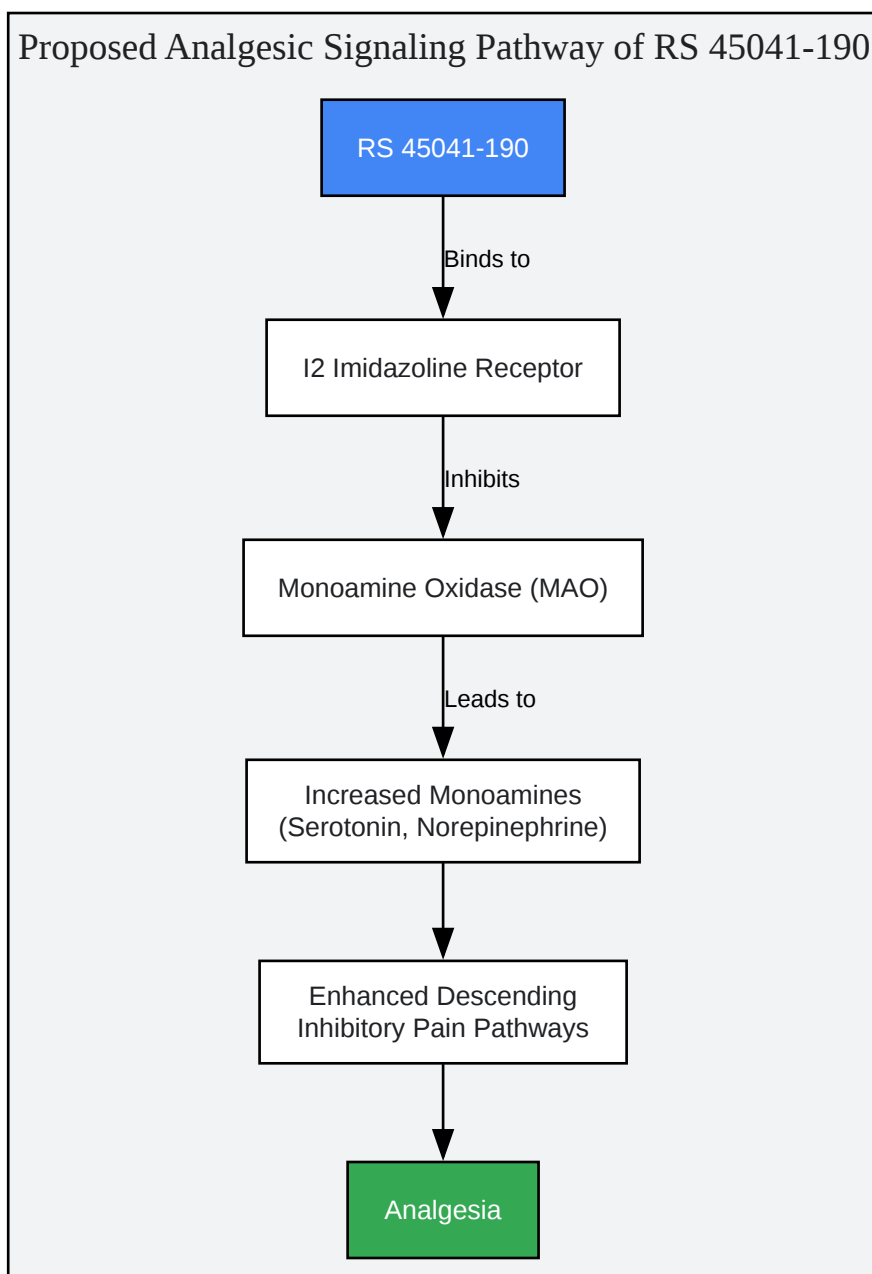 Proposed Analgesic Signaling Pathway of RS 45041-190
RS 45041-190
Binds to
I2 Imidazoline Receptor
Inhibits
Monoamine Oxidase (MAO)
Leads to
Increased Monoamines
(Serotonin, Norepinephrine)
Enhanced Descending
Inhibitory Pain Pathways
Analgesia